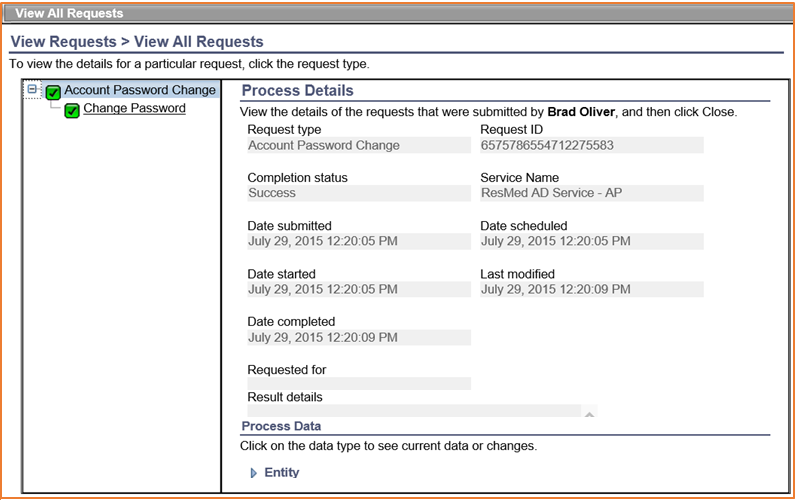 View All Requests
View Requests > View All Requests
To view the details for a particular request, click the request type.
Account Password Change
Change Password
Process Details
View the details of the requests that were submitted by Brad Oliver, and then click Close.
Request type Request ID
Account Password Change 6575786554712275583
Completion status Service Name
Success ResMed AD Service - AP
Date submitted Date scheduled
July 29, 2015 12:20:05 PM July 29, 2015 12:20:05 PM
Date started Last modified
July 29, 2015 12:20:05 PM July 29, 2015 12:20:09 PM
Date completed
July 29, 2015 12:20:09 PM
Requested for
Result details
Process Data
Click on the data type to see current data or changes.
Entity